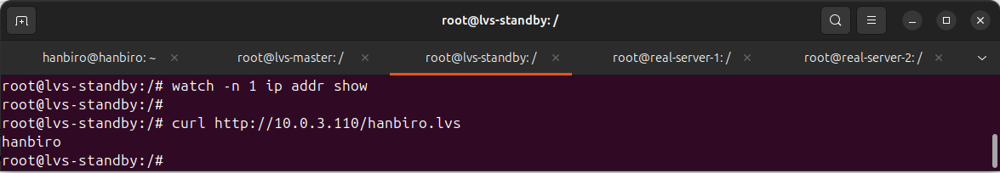 root@lvs-standby: /
hanbiro@hanbiro: ~
root@lvs-master: /
root@lvs-standby: /
root@real-server-1: /
root@real-server-2: /
root@lvs-standby:/# watch -n 1 ip addr show
root@lvs-standby:/#
root@lvs-standby:/# curl http://10.0.3.110/hanbiro.lvs
hanbiro
root@lvs-standby:/#